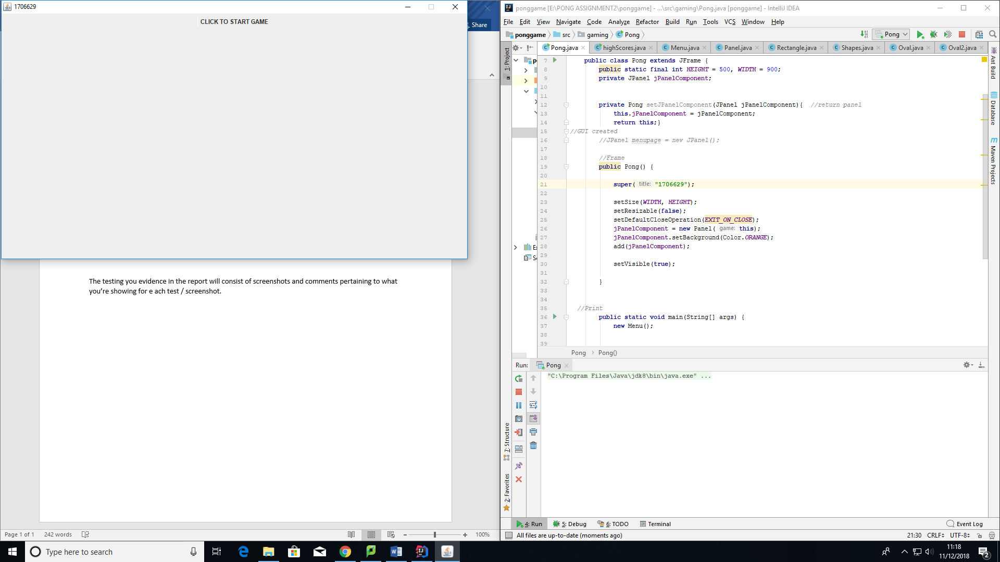 1706629
CLICK TO START GAME
Share
The testing you evidence in the report will consist of screenshots and comments pertaining to what
you're showing for e ach test / screenshot.
Page 1 of 1 242 words 100%
ponggame [E:\PONG ASSIGNMENT2\ponggame] - ...\src\gaming\Pong.java [ponggame] - IntelliJ IDEA
File Edit View Navigate Code Analyze Refactor Build Run Tools VCS Window Help
ponggame src gaming Pong Pong
Pong.java highScores.java Menu.java Panel.java Rectangle.java Shapes.java Oval.java Oval2.java
1: Project
7: Structure
2: Favorites
Ant Build
Database
Maven Projects
7 public class Pong extends JFrame {
8 public static final int HEIGHT = 500, WIDTH = 900;
9 private JPanel jPanelComponent;
10
11
12 private Pong setJPanelComponent(JPanel jPanelComponent){ //return panel
13 this.jPanelComponent = jPanelComponent;
14 return this;}
15 //GUI created
16 //JPanel menupage = new JPanel();
17
18 //Frame
19 public Pong() {
20
21 super( title: "1706629");
22
23 setSize(WIDTH, HEIGHT);
24 setResizable(false);
25 setDefaultCloseOperation(EXIT_ON_CLOSE);
26 jPanelComponent = new Panel( game: this);
27 jPanelComponent.setBackground(Color.ORANGE);
28 add(jPanelComponent);
29
30 setVisible(true);
31
32 }
33
34
35 //Print
36 public static void main(String[] args) {
37 new Menu();
38
39
Pong Pong()
Run: Pong
"C:\Program Files\Java\jdk8\bin\java.exe" ...
4: Run 5: Debug 6: TODO Terminal Event Log
All files are up-to-date (moments ago) 21:30 CRLF UTF-8
Type here to search
11:18
11/12/2018
2